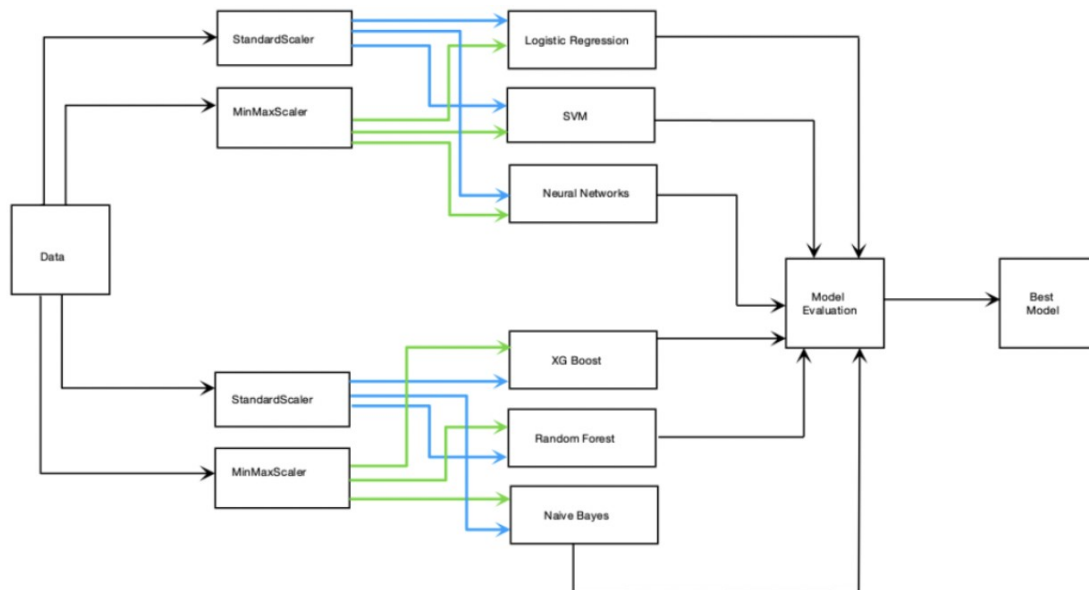 StandardScaler
Logistic Regression
MinMaxScaler
SVM
Neural Networks
Data
Model
Evaluation
Best
Model
XG Boost
StandardScaler
Random Forest
MinMaxScaler
Naive Bayes